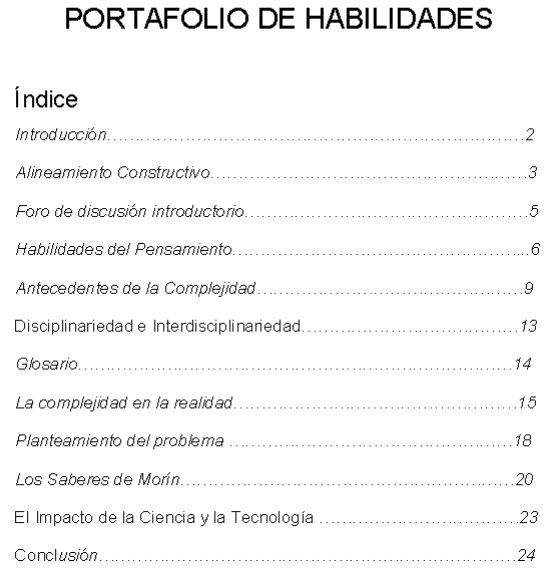 PORTAFOLIO DE HABILIDADES
Índice
Introducción……………………………………………………………….2
Alineamiento Constructivo……………………………………………….3
Foro de discusión introductorio………………………………………….5
Habilidades del Pensamiento…………………………………………...6
Antecedentes de la Complejidad……………………………………….9
Disciplinariedad e Interdisciplinariedad……………………………….13
Glosario………………………………………………………………….14
La complejidad en la realidad………………………………………….15
Planteamiento del problema ………………………………………….18
Los Saberes de Morín………………………………………………….20
El Impacto de la Ciencia y la Tecnología …………………………….23
Conclusión……………………………………………………………….24